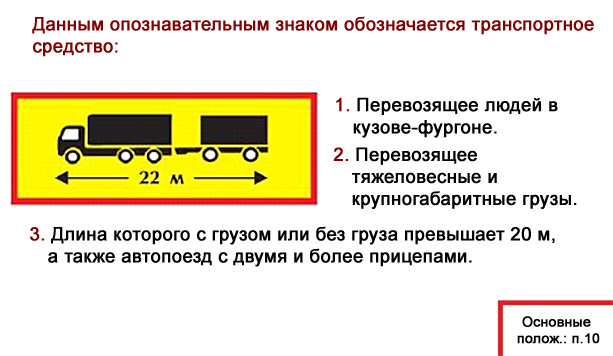 Данным опознавательным знаком обозначается транспортное
средство:
22 м
1. Перевозящее людей в
кузове-фургоне.
2. Перевозящее
тяжеловесные и
крупногабаритные грузы.
3. Длина которого с грузом или без груза превышает 20 м,
а также автопоезд с двумя и более прицепами.
Основные
полож.: п.10